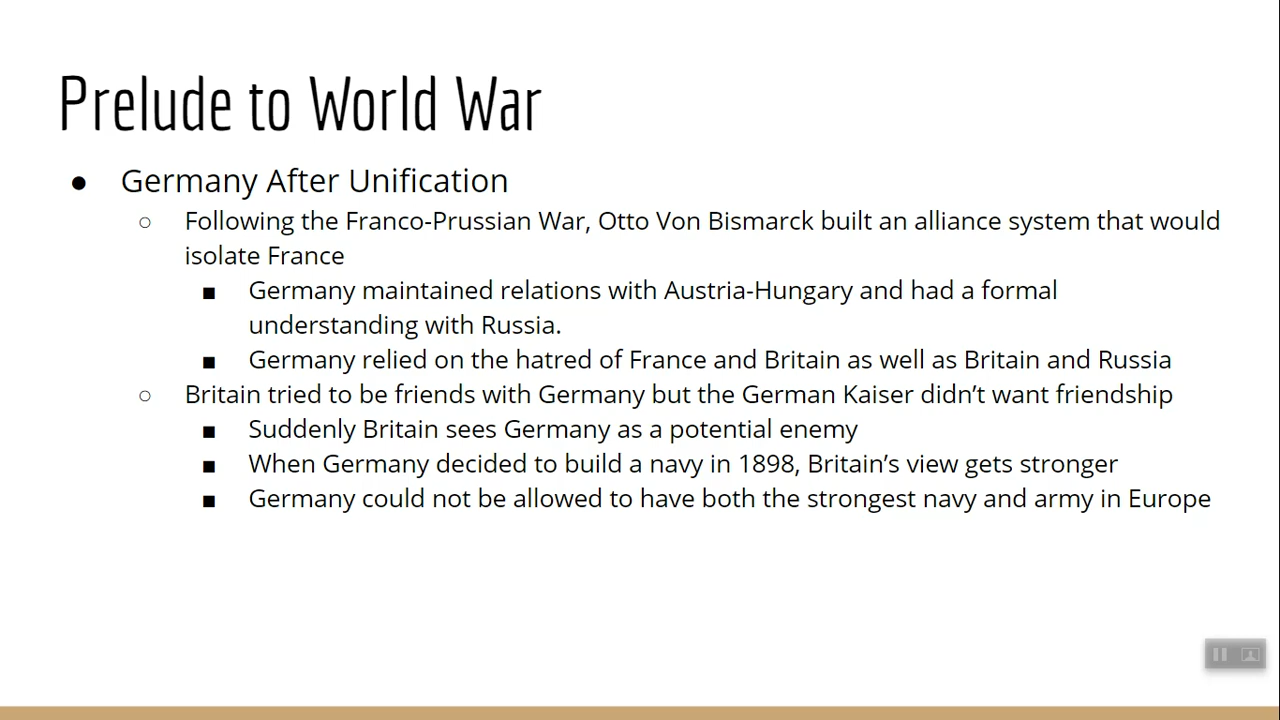 Prelude to World War
● Germany After Unification
○ Following the Franco-Prussian War, Otto Von Bismarck built an alliance system that would
isolate France
■ Germany maintained relations with Austria-Hungary and had a formal
understanding with Russia.
■ Germany relied on the hatred of France and Britain as well as Britain and Russia
○ Britain tried to be friends with Germany but the German Kaiser didn’t want friendship
■ Suddenly Britain sees Germany as a potential enemy
■ When Germany decided to build a navy in 1898, Britain’s view gets stronger
■ Germany could not be allowed to have both the strongest navy and army in Europe